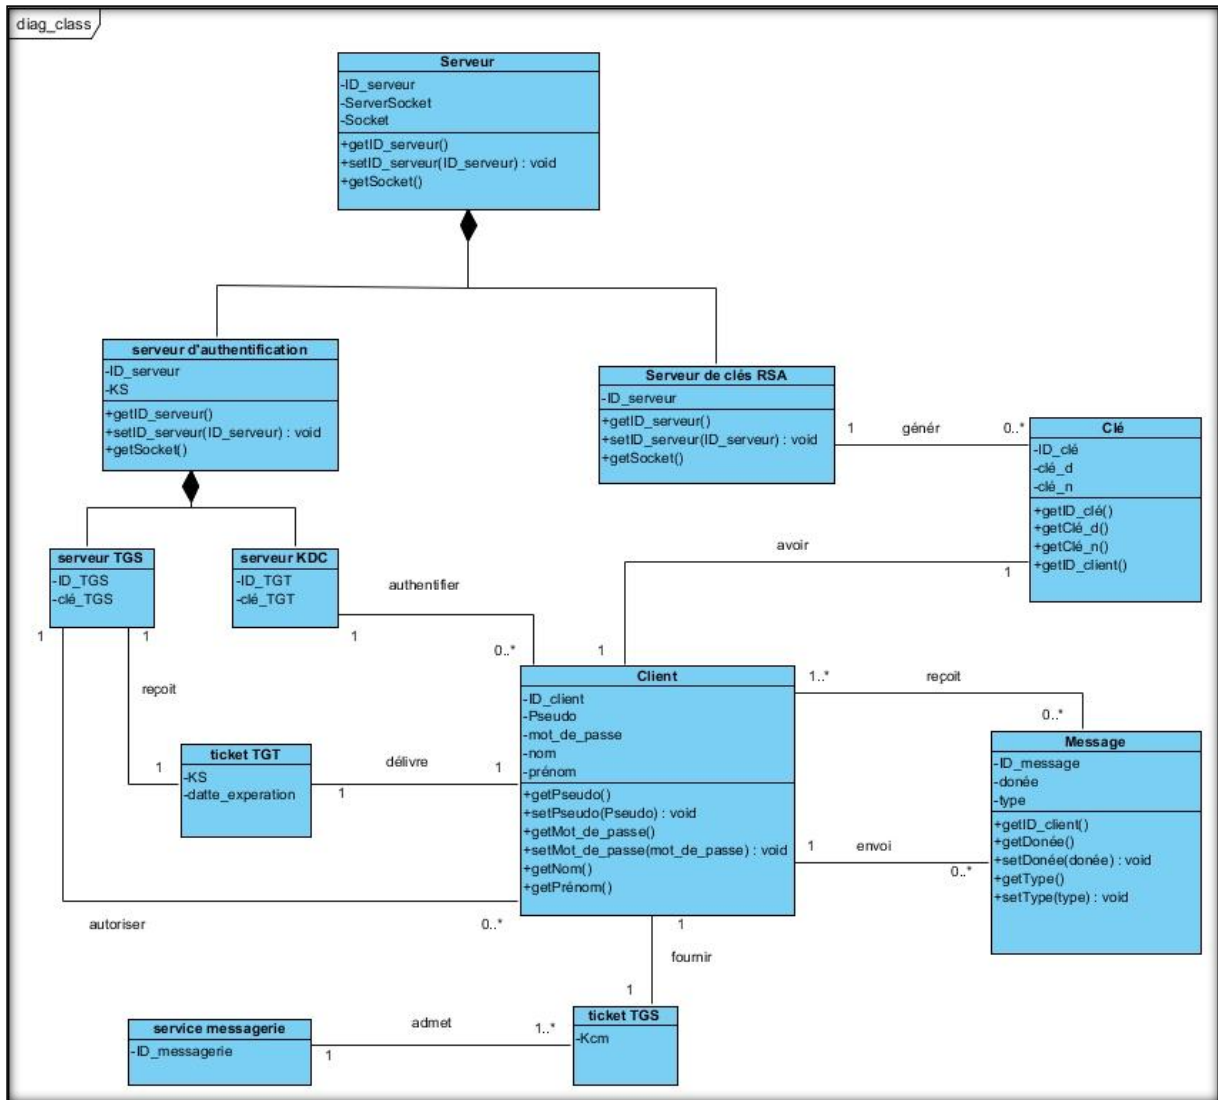 diag_class
Serveur
-ID_serveur
-ServerSocket
-Socket
+getID_serveur()
+setID_serveur(ID_serveur) : void
+getSocket()
serveur d'authentification
-ID_serveur
-KS
+getID_serveur()
+setID_serveur(ID_serveur) : void
+getSocket()
Serveur de clés RSA
-ID_serveur
+getID_serveur()
+setID_serveur(ID_serveur) : void
+getSocket()
1 génér 0..*
Clé
-ID_clé
-clé_d
-clé_n
+getID_clé()
+getClé_d()
+getClé_n()
+getID_client()
avoir
1
1
serveur TGS
-ID_TGS
-clé_TGS
serveur KDC
-ID_TGT
-clé_TGT
authentifier
1
0..*
1
1
reçoit
1
ticket TGT
-KS
-datte_experation
délivre
1
1
Client
-ID_client
-Pseudo
-mot_de_passe
-nom
-prénom
+getPseudo()
+setPseudo(Pseudo) : void
+getMot_de_passe()
+setMot_de_passe(mot_de_passe) : void
+getNom()
+getPrénom()
1..* reçoit
0..*
Message
-ID_message
-donée
-type
+getID_client()
+getDonée()
+setDonée(donée) : void
+getType()
+setType(type) : void
1 envoi
0..*
autoriser
0..*
1
fournir
1
service messagerie
-ID_messagerie
admet
1
1..*
ticket TGS
-Kcm